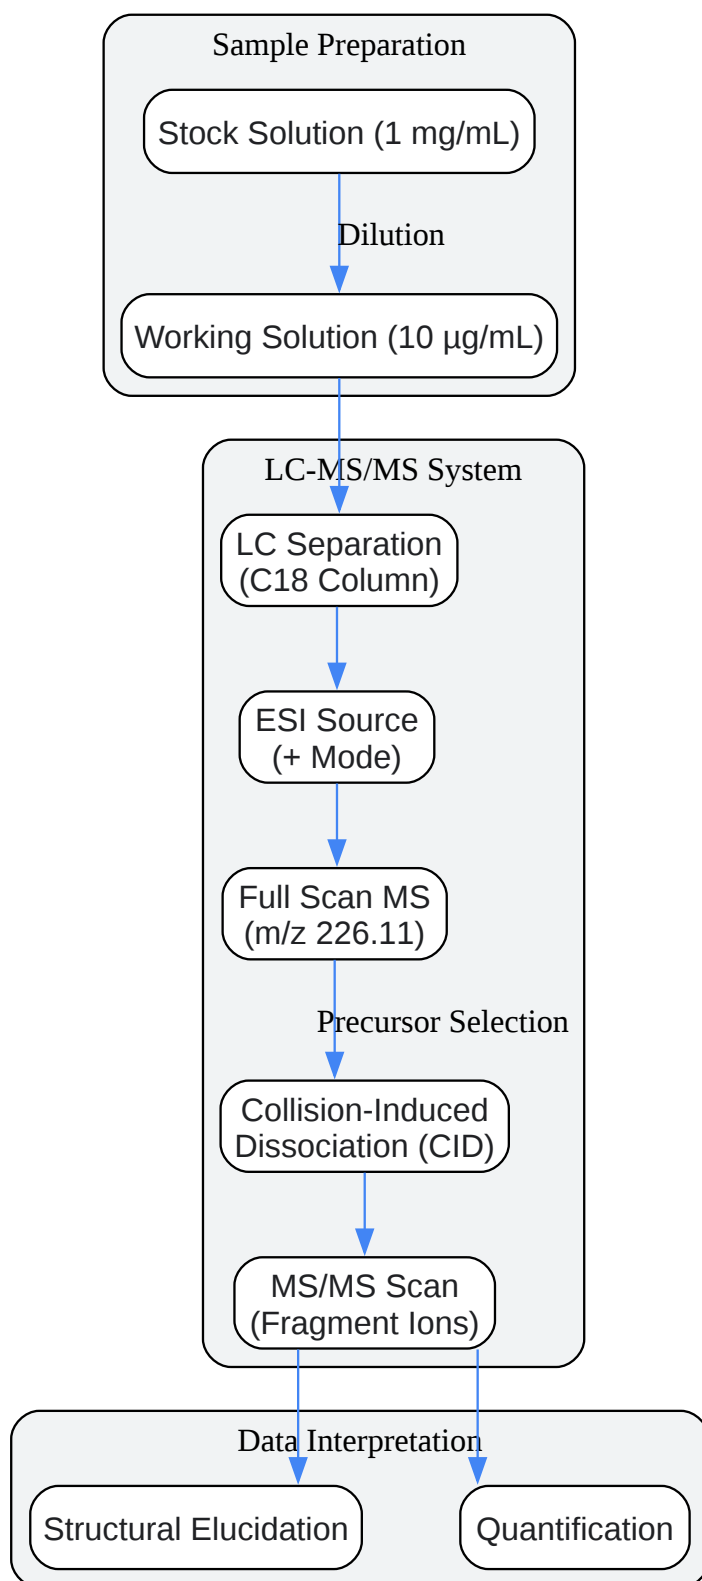 Sample Preparation
Stock Solution (1 mg/mL)
Dilution
Working Solution (10 µg/mL)
LC-MS/MS System
LC Separation
(C18 Column)
ESI Source
(+ Mode)
Full Scan MS
(m/z 226.11)
Precursor Selection
Collision-Induced
Dissociation (CID)
MS/MS Scan
(Fragment Ions)
Data Interpretation
Structural Elucidation
Quantification